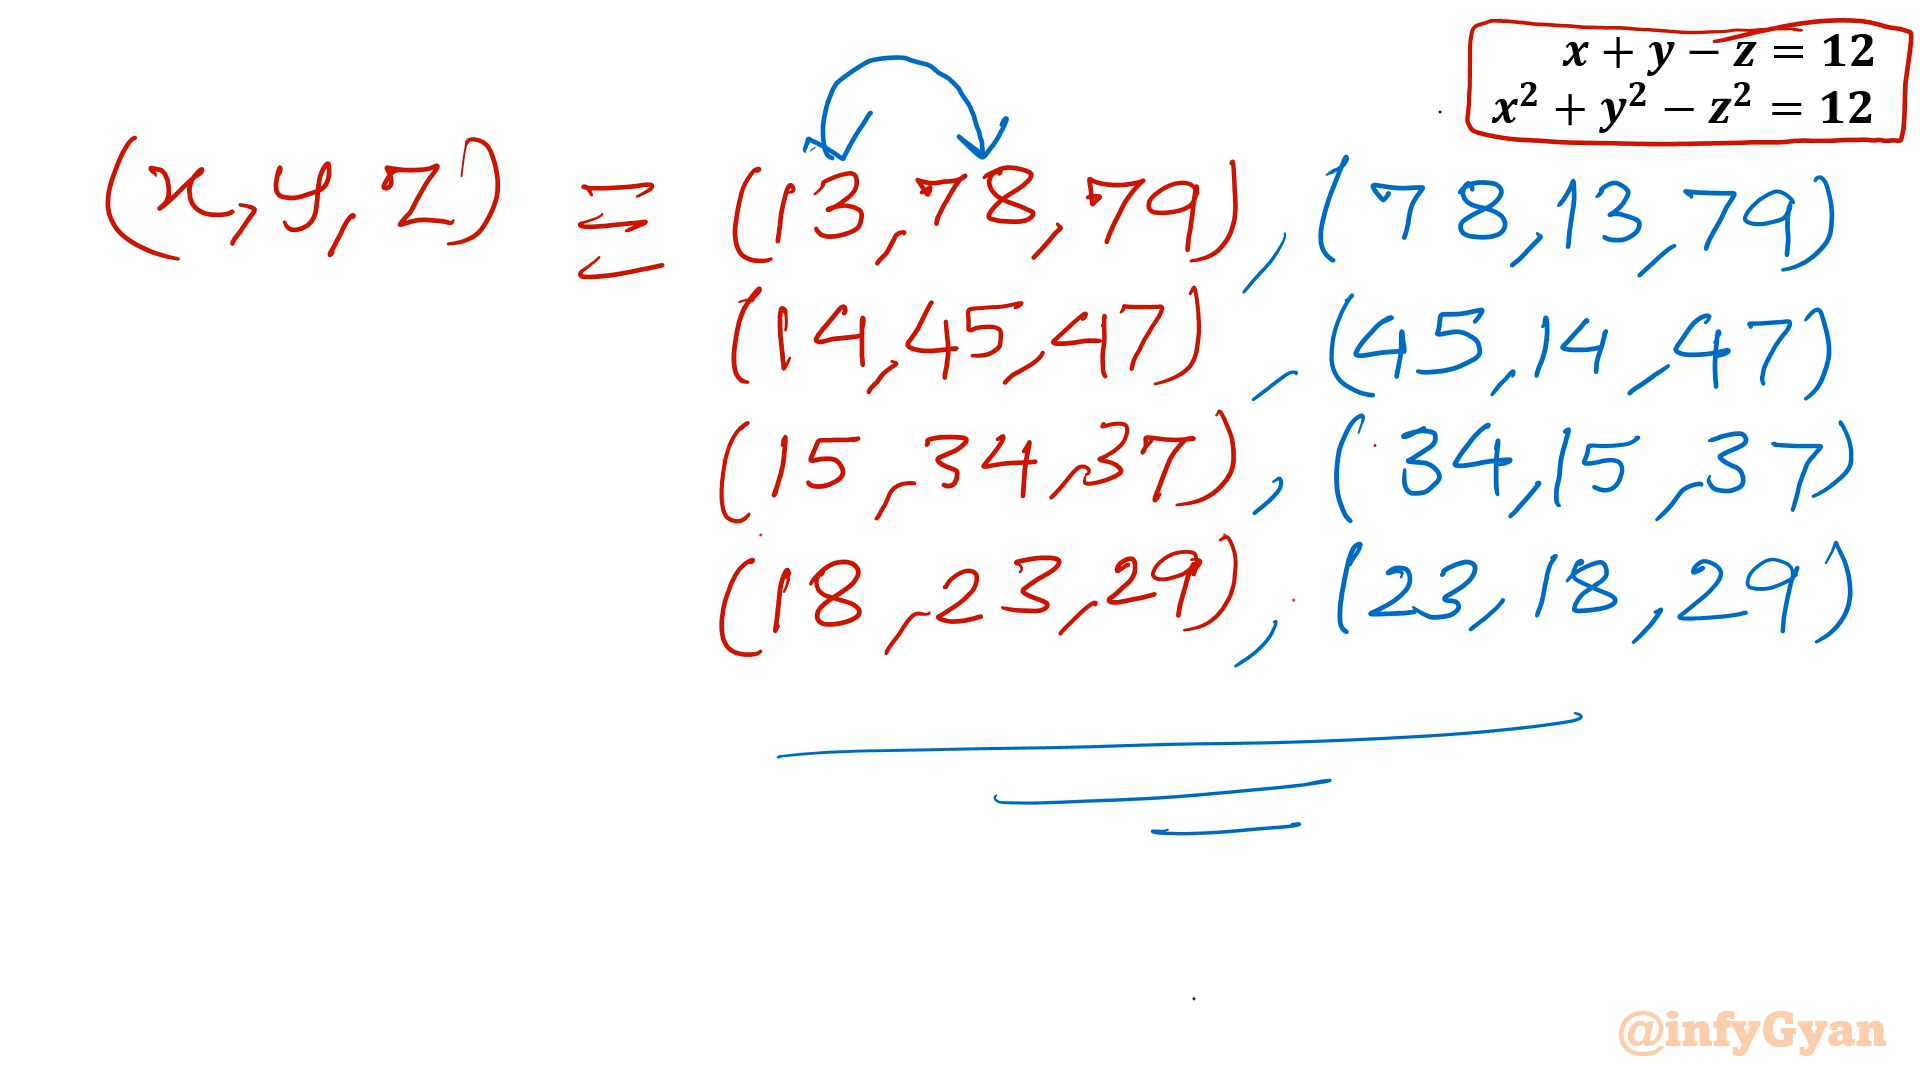 x + y − z = 12
x² + y² − z² = 12
(x, y, z) ≡ (13, 78, 79), (78, 13, 79)
(14, 45, 47), (45, 14, 47)
(15, 34, 37), (34, 15, 37)
(18, 23, 29), (23, 18, 29)
@infyGyan